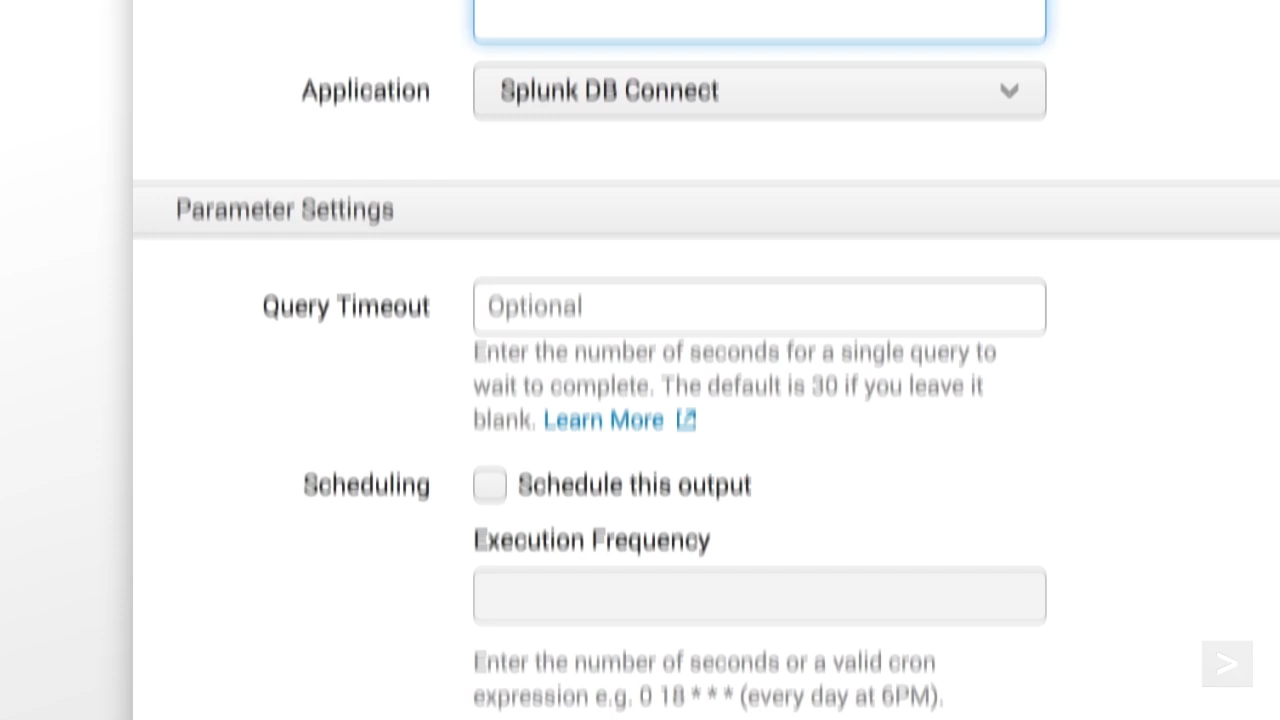 Application Splunk DB Connect
Parameter Settings
Query Timeout Optional
Enter the number of seconds for a single query to
wait to complete. The default is 30 if you leave it
blank. Learn More
Scheduling Schedule this output
Execution Frequency
Enter the number of seconds or a valid cron
expression e.g. 0 18 * * * (every day at 6PM).
>